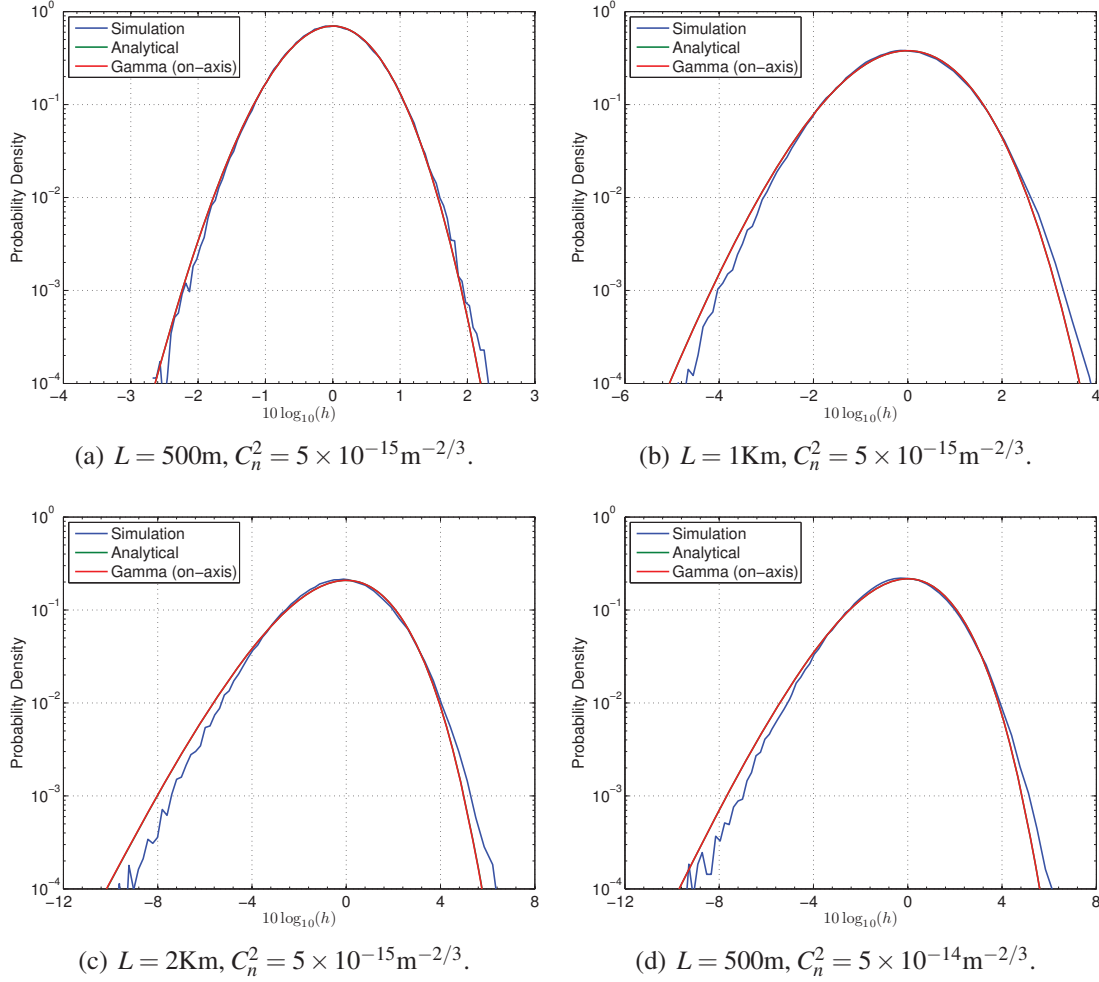 10^0
10^-1
10^-2
10^-3
10^-4
Probability Density
Simulation
Analytical
Gamma (on-axis)
−4 −3 −2 −1 0 1 2 3
10 log10(h)
(a) L = 500m, C_n^2 = 5 × 10^−15 m^−2/3.
10^0
10^-1
10^-2
10^-3
10^-4
Probability Density
Simulation
Analytical
Gamma (on-axis)
−6 −4 −2 0 2 4
10 log10(h)
(b) L = 1Km, C_n^2 = 5 × 10^−15 m^−2/3.
10^0
10^-1
10^-2
10^-3
10^-4
Probability Density
Simulation
Analytical
Gamma (on-axis)
−12 −8 −4 0 4 8
10 log10(h)
(c) L = 2Km, C_n^2 = 5 × 10^−15 m^−2/3.
10^0
10^-1
10^-2
10^-3
10^-4
Probability Density
Simulation
Analytical
Gamma (on-axis)
−12 −8 −4 0 4 8
10 log10(h)
(d) L = 500m, C_n^2 = 5 × 10^−14 m^−2/3.